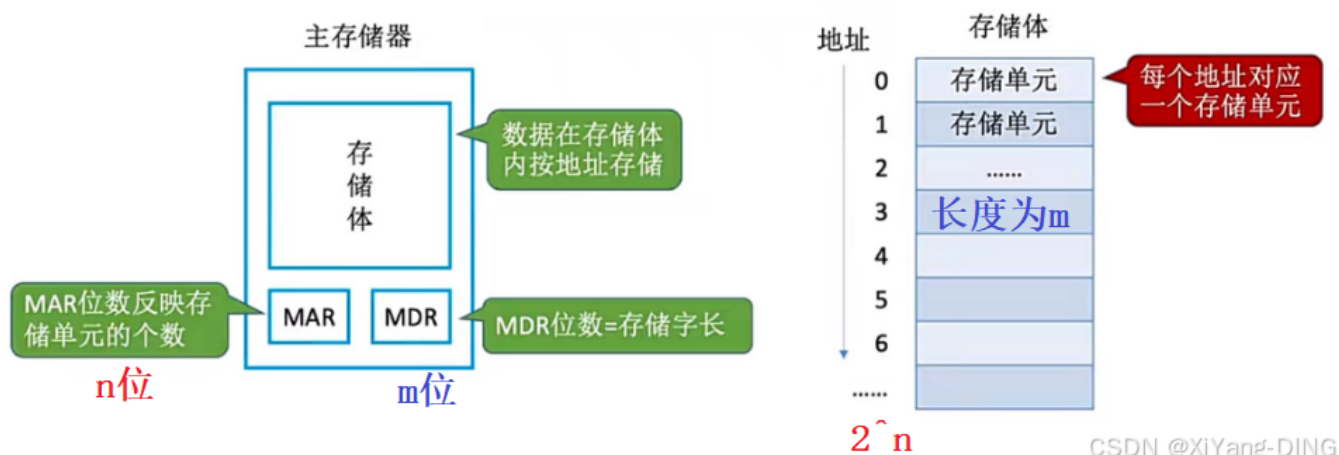 主存储器
存
储
体
数据在存储体
内按地址存储
MAR位数反映存
储单元的个数
MAR
MDR
MDR位数=存储字长
n位
m位
地址
存储体
0
存储单元
每个地址对应
一个存储单元
1
存储单元
2
……
3
长度为m
4
5
6
……
2^n
CSDN @XiYang-DING